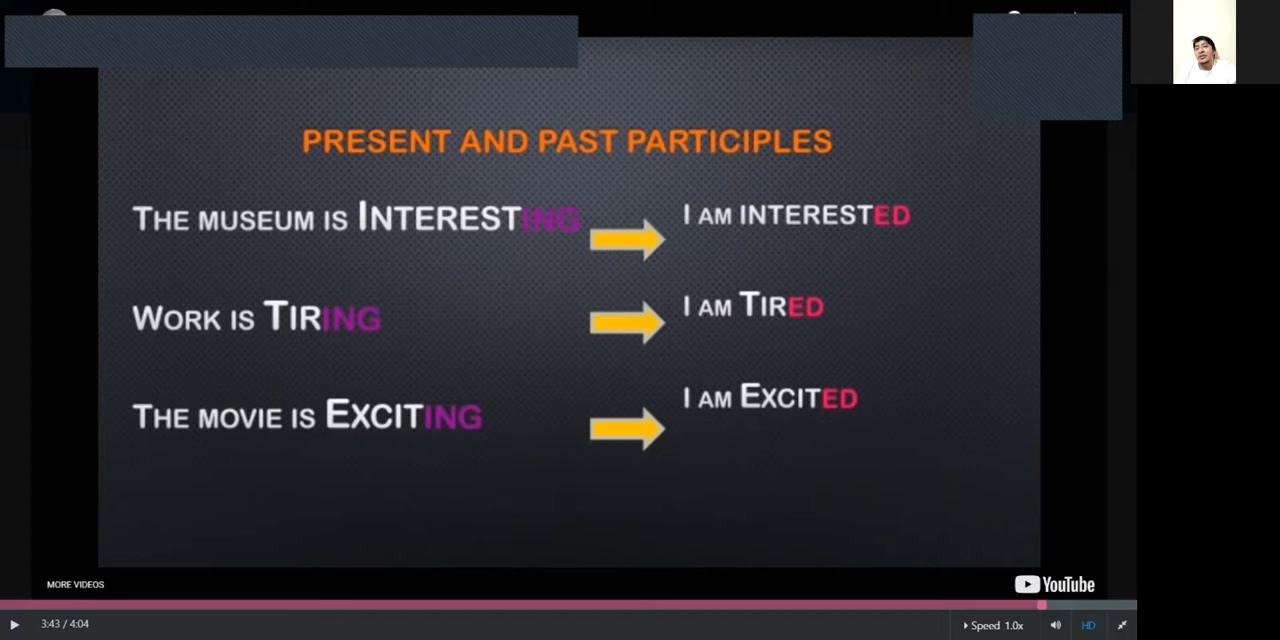 PRESENT AND PAST PARTICIPLES
THE MUSEUM IS INTERESTING
I AM INTERESTED
WORK IS TIRING
I AM TIRED
THE MOVIE IS EXCITING
I AM EXCITED
MORE VIDEOS
YouTube
3:43 / 4:04
Speed 1.0x
HD